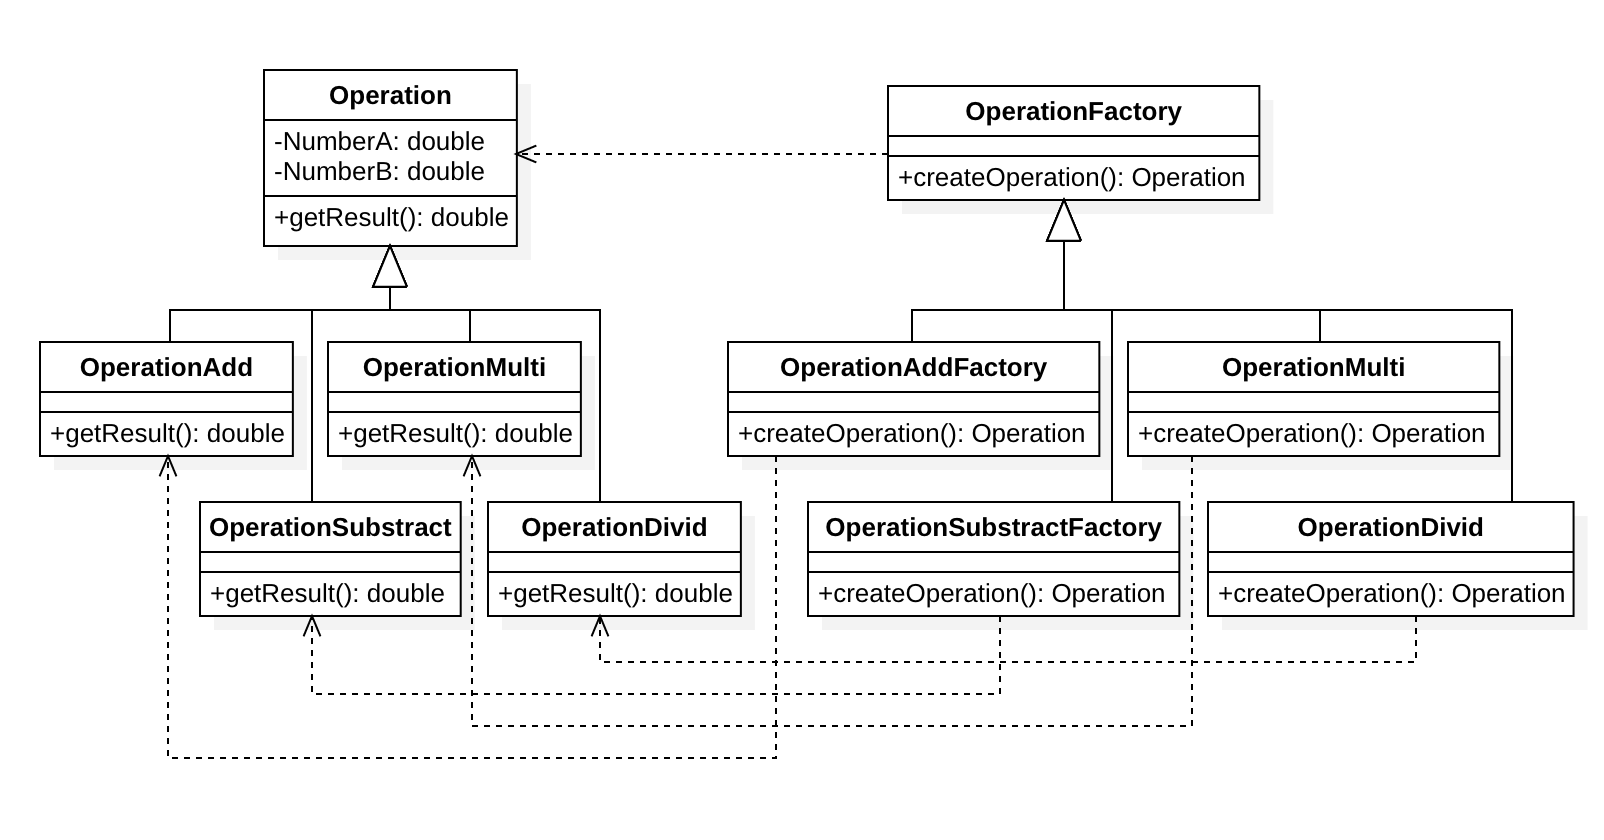 Operation
-NumberA: double
-NumberB: double
+getResult(): double
OperationFactory
+createOperation(): Operation
OperationAdd
+getResult(): double
OperationMulti
+getResult(): double
OperationAddFactory
+createOperation(): Operation
OperationMulti
+createOperation(): Operation
OperationSubstract
+getResult(): double
OperationDivid
+getResult(): double
OperationSubstractFactory
+createOperation(): Operation
OperationDivid
+createOperation(): Operation